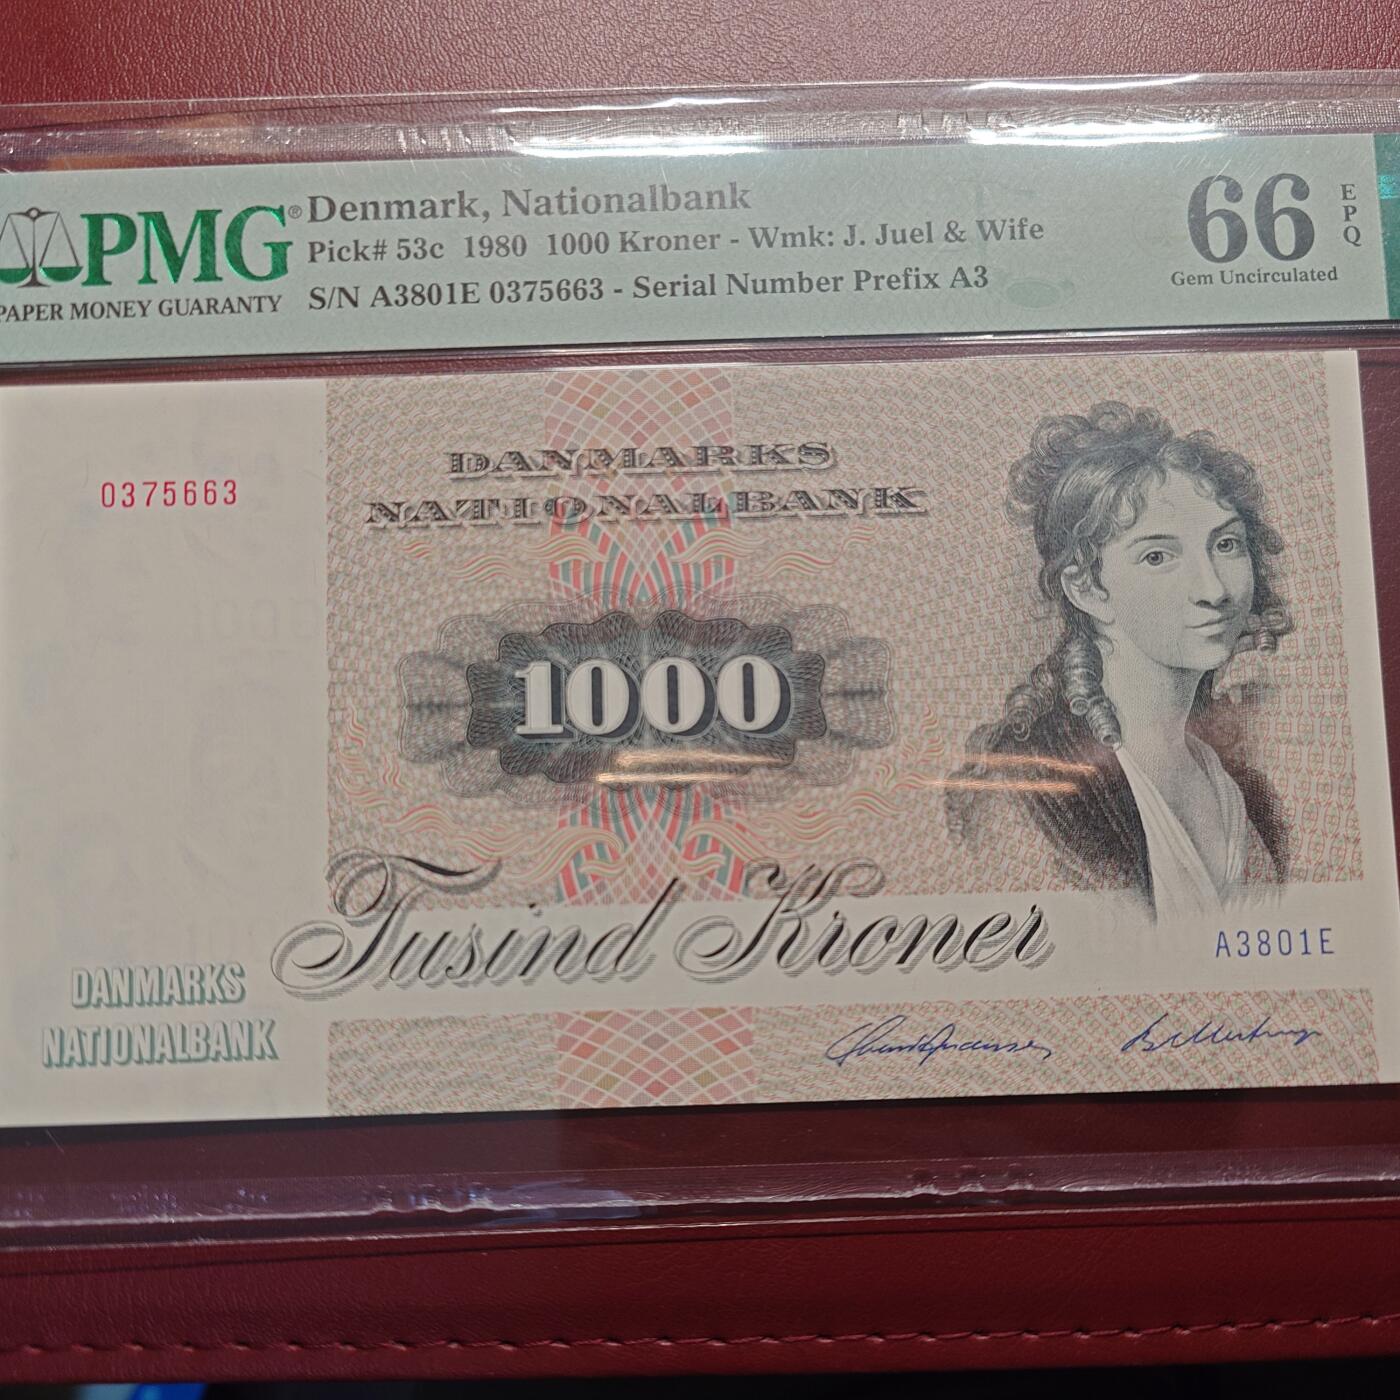 PMG®
PAPER MONEY GUARANTY
Denmark, Nationalbank
Pick# 53c 1980 1000 Kroner - Wmk: J. Juel & Wife
S/N A3801E 0375663 - Serial Number Prefix A3
66
EPQ
Gem Uncirculated
0375663
DANMARKS
NATIONALBANK
1000
Tusind Kroner
A3801E
DANMARKS
NATIONALBANK